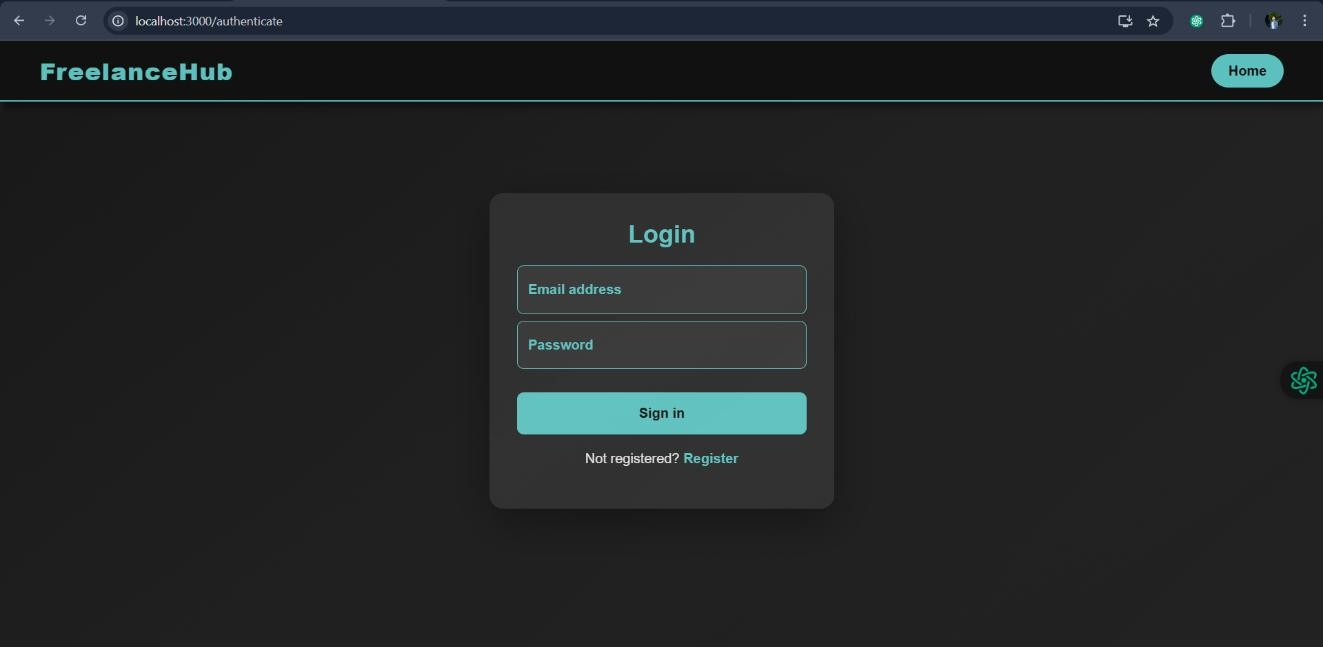 localhost:3000/authenticate
FreelanceHub
Home
Login
Email address
Password
Sign in
Not registered? Register